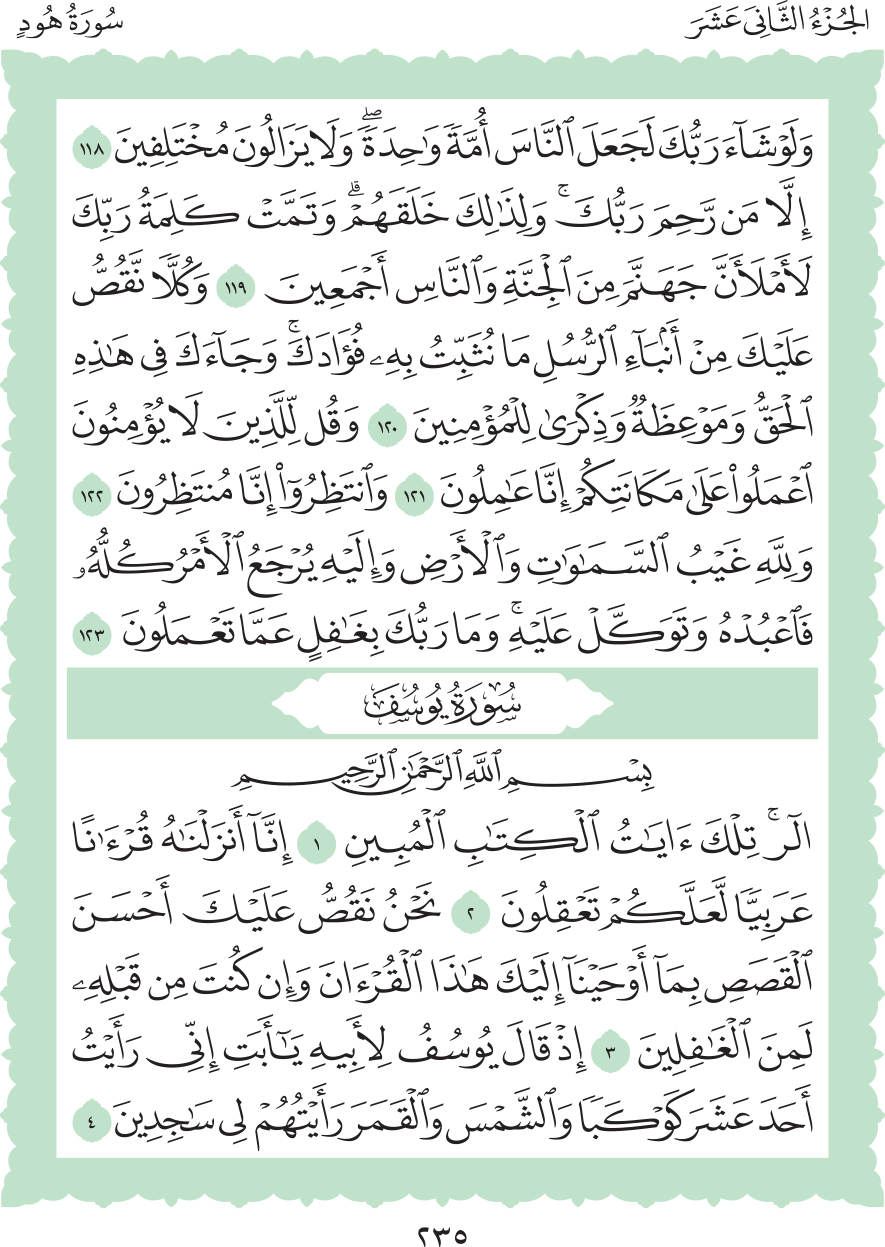 الجُزْءُ الثَّانِىَ عَشَرَ
سُورَةُ هُودٍ
وَلَوۡ شَآءَ رَبُّكَ لَجَعَلَ ٱلنَّاسَ أُمَّةٗ وَٰحِدَةٗۖ وَلَا يَزَالُونَ مُخۡتَلِفِينَ ١١٨
إِلَّا مَن رَّحِمَ رَبُّكَۚ وَلِذَٰلِكَ خَلَقَهُمۡۗ وَتَمَّتۡ كَلِمَةُ رَبِّكَ
لَأَمۡلَأَنَّ جَهَنَّمَ مِنَ ٱلۡجِنَّةِ وَٱلنَّاسِ أَجۡمَعِينَ ١١٩ وَكُلّٗا نَّقُصُّ
عَلَيۡكَ مِنۡ أَنۢبَآءِ ٱلرُّسُلِ مَا نُثَبِّتُ بِهِۦ فُؤَادَكَۚ وَجَآءَكَ فِي هَٰذِهِ
ٱلۡحَقُّ وَمَوۡعِظَةٞ وَذِكۡرَىٰ لِلۡمُؤۡمِنِينَ ١٢٠ وَقُل لِّلَّذِينَ لَا يُؤۡمِنُونَ
ٱعۡمَلُواْ عَلَىٰ مَكَانَتِكُمۡ إِنَّا عَٰمِلُونَ ١٢١ وَٱنتَظِرُوٓاْ إِنَّا مُنتَظِرُونَ ١٢٢
وَلِلَّهِ غَيۡبُ ٱلسَّمَٰوَٰتِ وَٱلۡأَرۡضِ وَإِلَيۡهِ يُرۡجَعُ ٱلۡأَمۡرُ كُلُّهُۥ
فَٱعۡبُدۡهُ وَتَوَكَّلۡ عَلَيۡهِۚ وَمَا رَبُّكَ بِغَٰفِلٍ عَمَّا تَعۡمَلُونَ ١٢٣
سُورَةُ يُوسُفَ
بِسۡمِ ٱللَّهِ ٱلرَّحۡمَٰنِ ٱلرَّحِيمِ
الٓرۚ تِلۡكَ ءَايَٰتُ ٱلۡكِتَٰبِ ٱلۡمُبِينِ ١ إِنَّآ أَنزَلۡنَٰهُ قُرۡءَٰنًا
عَرَبِيّٗا لَّعَلَّكُمۡ تَعۡقِلُونَ ٢ نَحۡنُ نَقُصُّ عَلَيۡكَ أَحۡسَنَ
ٱلۡقَصَصِ بِمَآ أَوۡحَيۡنَآ إِلَيۡكَ هَٰذَا ٱلۡقُرۡءَانَ وَإِن كُنتَ مِن قَبۡلِهِۦ
لَمِنَ ٱلۡغَٰفِلِينَ ٣ إِذۡ قَالَ يُوسُفُ لِأَبِيهِ يَٰٓأَبَتِ إِنِّي رَأَيۡتُ
أَحَدَ عَشَرَ كَوۡكَبٗا وَٱلشَّمۡسَ وَٱلۡقَمَرَ رَأَيۡتُهُمۡ لِي سَٰجِدِينَ ٤
٢٣٥